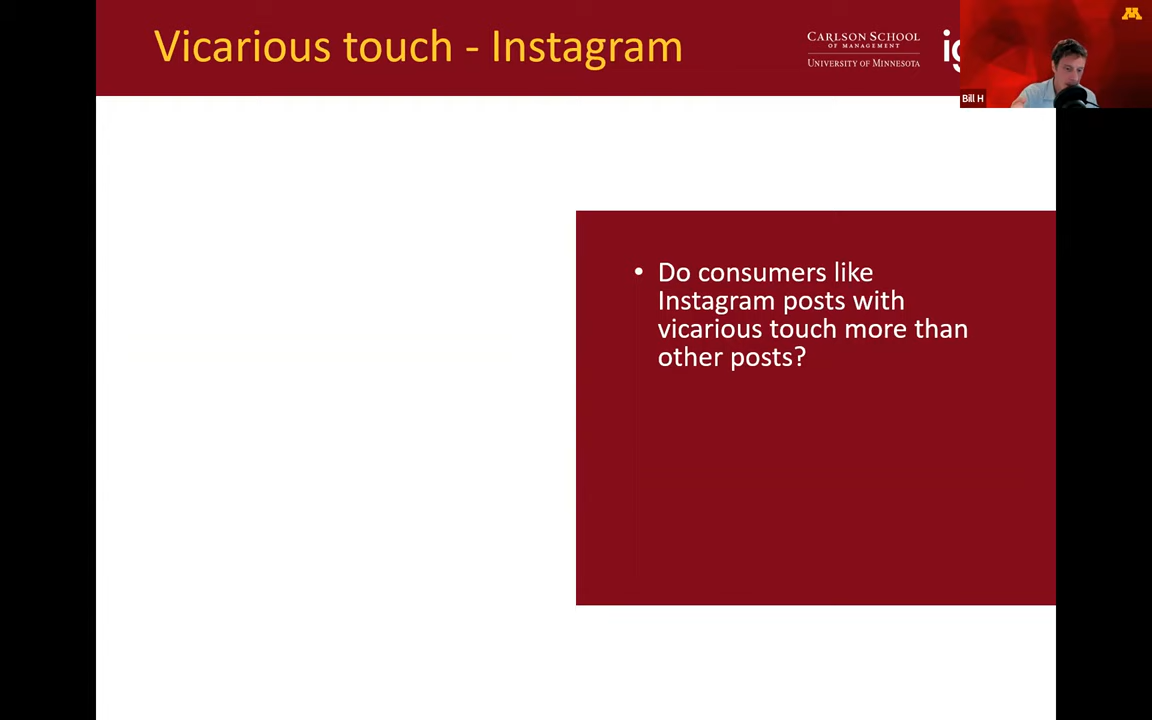 Vicarious touch - Instagram
CARLSON SCHOOL
OF MANAGEMENT
UNIVERSITY OF MINNESOTA
Bill H
• Do consumers like
Instagram posts with
vicarious touch more than
other posts?